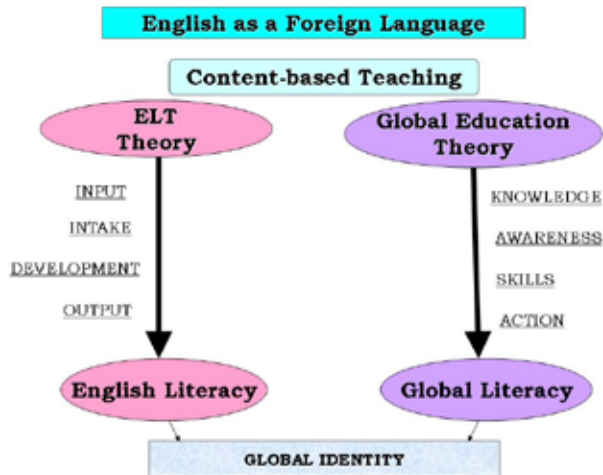 English as a Foreign Language
Content-based Teaching
ELT
Theory
Global Education
Theory
INPUT
INTAKE
DEVELOPMENT
OUTPUT
KNOWLEDGE
AWARENESS
SKILLS
ACTION
English Literacy
Global Literacy
GLOBAL IDENTITY